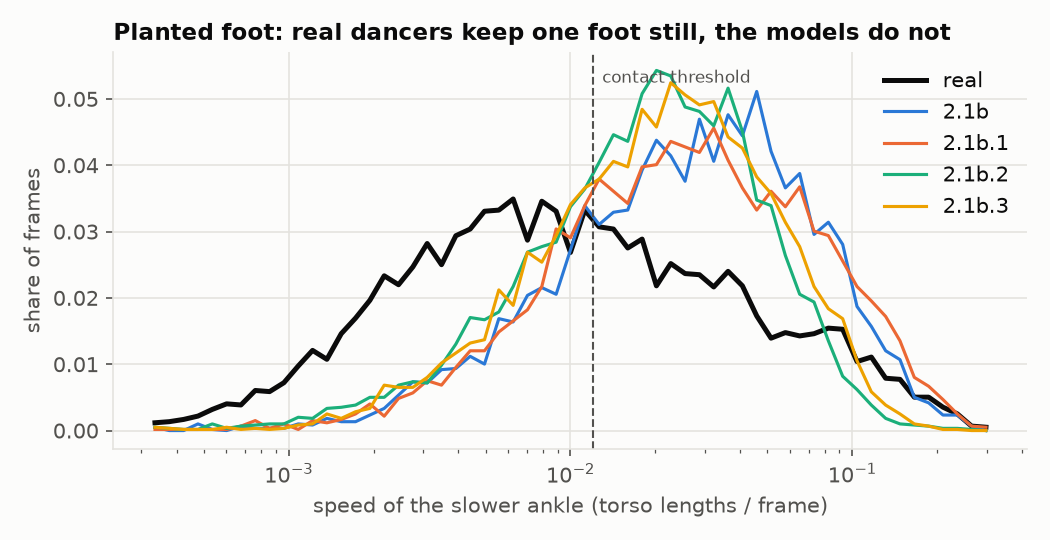 Planted foot: real dancers keep one foot still, the models do not
contact threshold
real
2.1b
2.1b.1
2.1b.2
2.1b.3
share of frames
0.05
0.04
0.03
0.02
0.01
0.00
10⁻³
10⁻²
10⁻¹
speed of the slower ankle (torso lengths / frame)